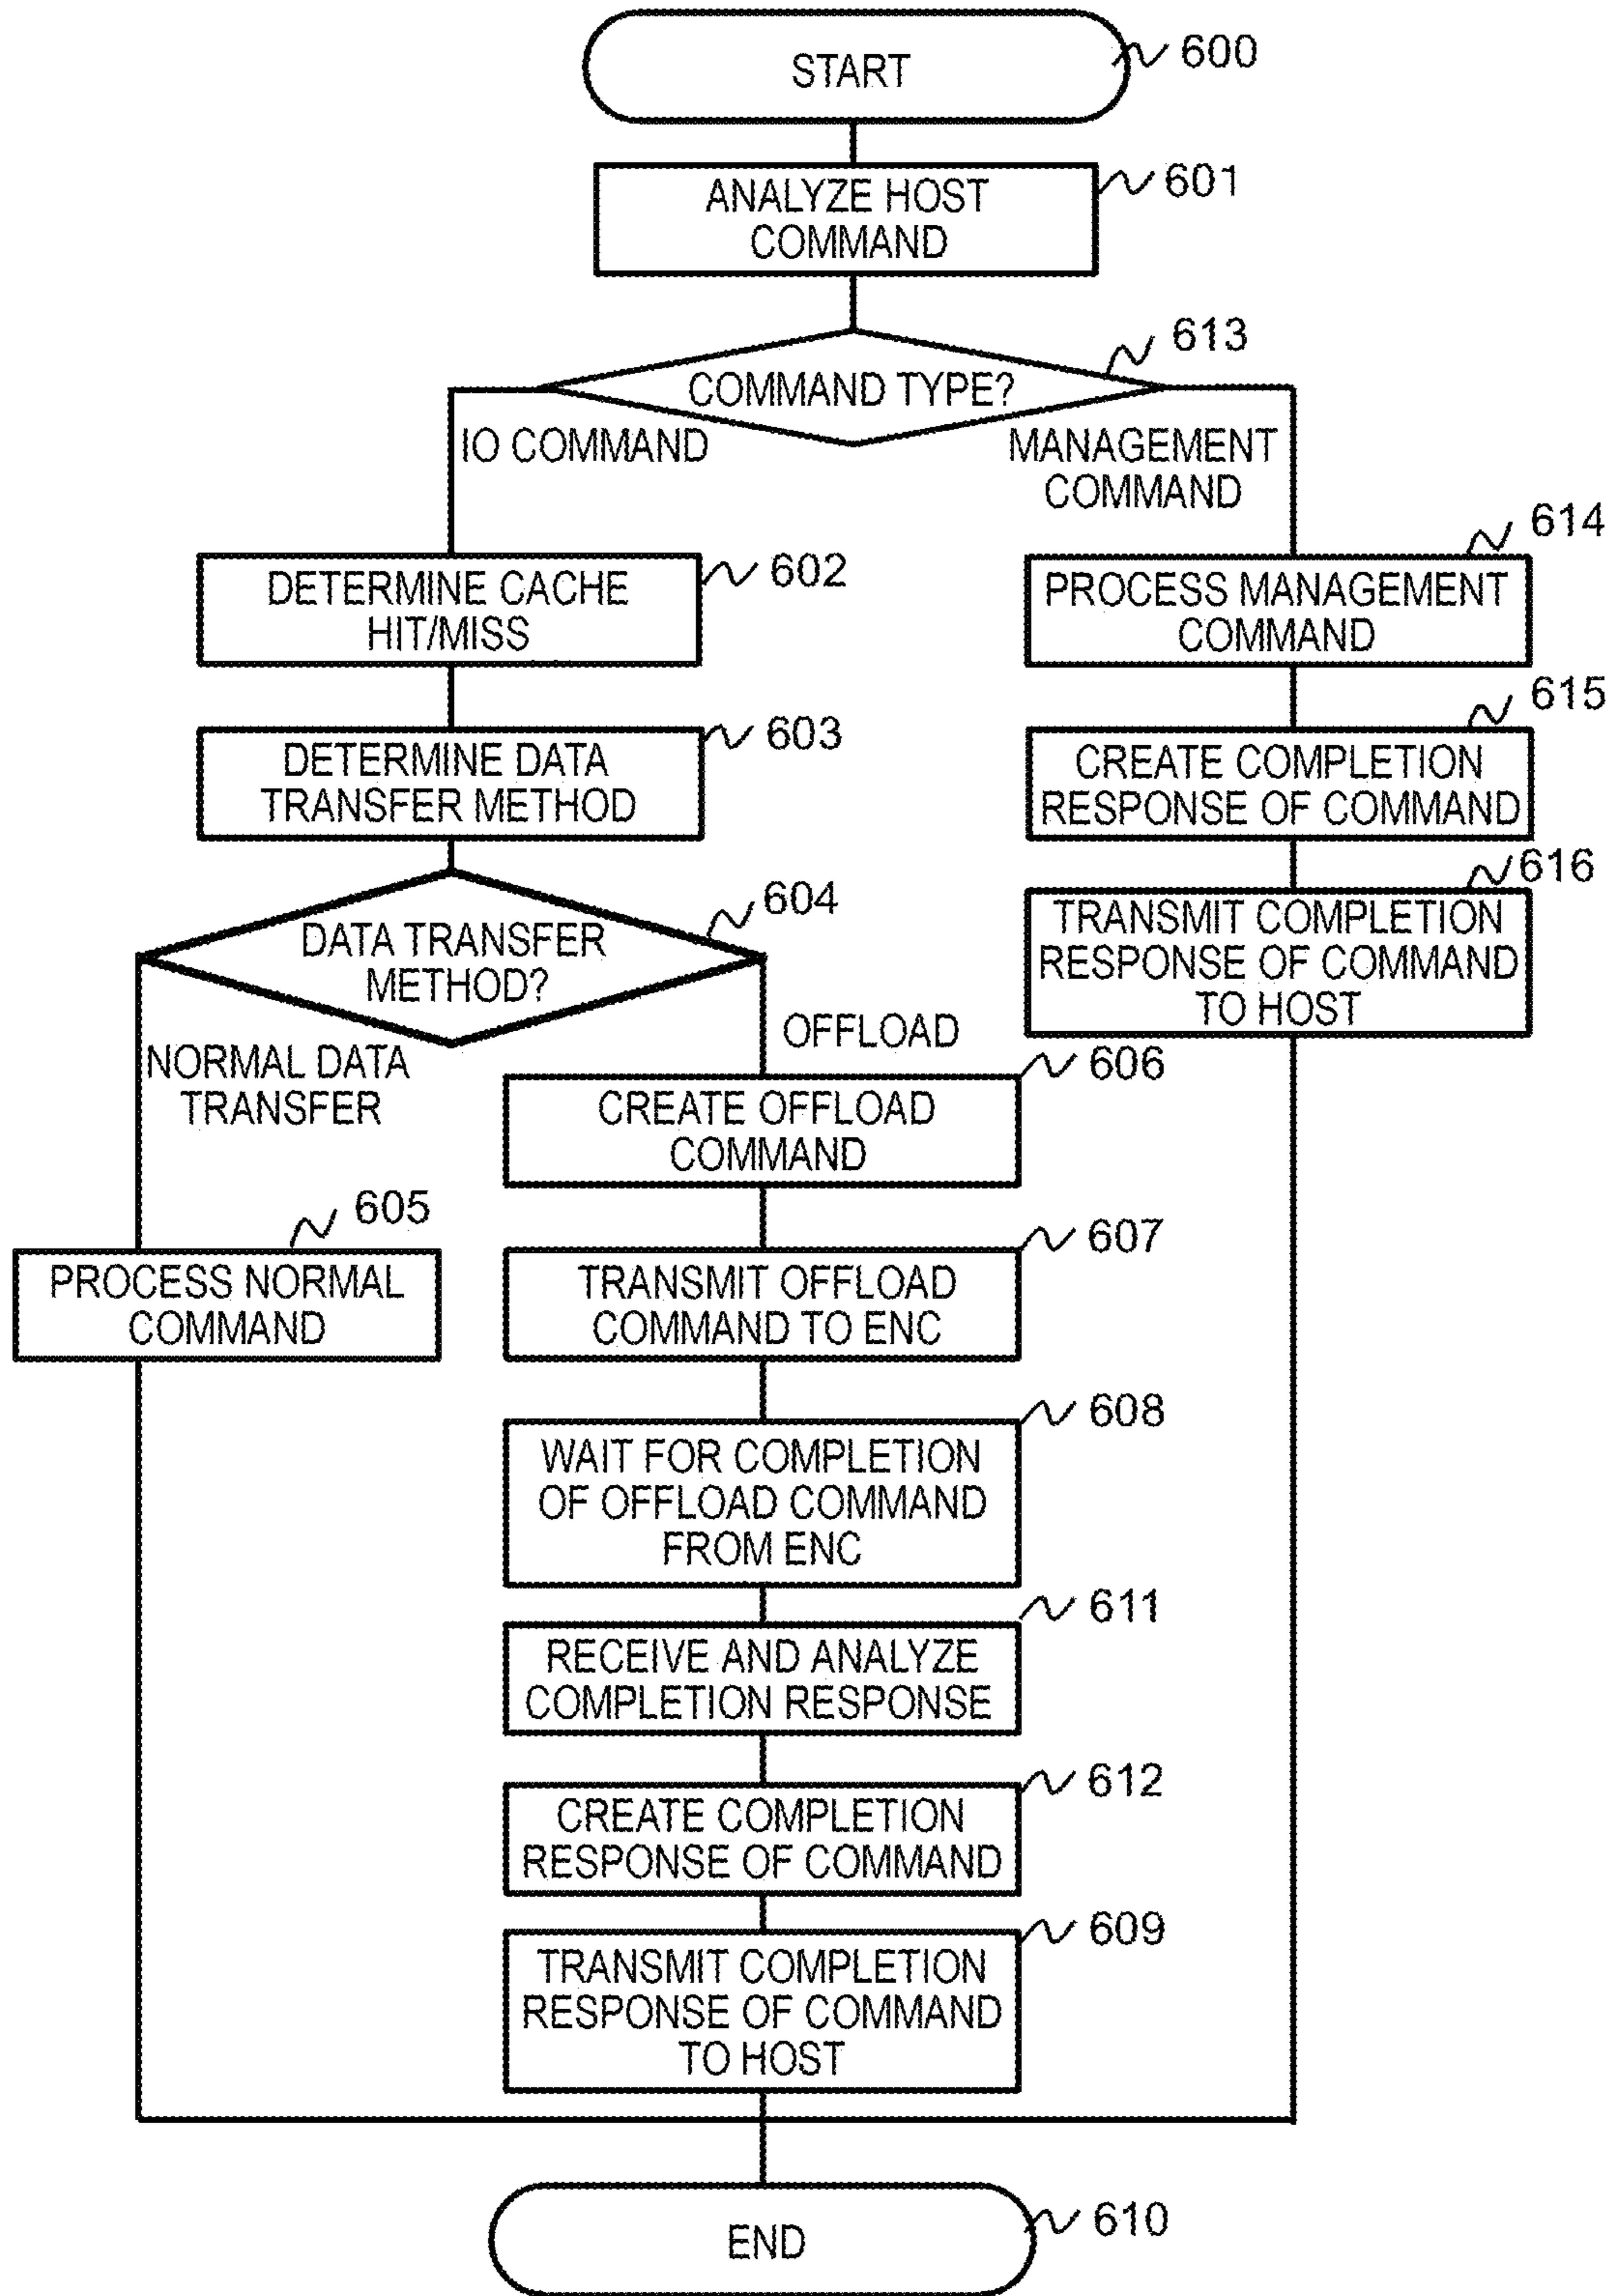 START
600
ANALYZE HOST
COMMAND
601
COMMAND TYPE?
613
IO COMMAND
MANAGEMENT
COMMAND
DETERMINE CACHE
HIT/MISS
602
PROCESS MANAGEMENT
COMMAND
614
DETERMINE DATA
TRANSFER METHOD
603
CREATE COMPLETION
RESPONSE OF COMMAND
615
DATA TRANSFER
METHOD?
604
TRANSMIT COMPLETION
RESPONSE OF COMMAND
TO HOST
616
NORMAL DATA
TRANSFER
OFFLOAD
PROCESS NORMAL
COMMAND
605
CREATE OFFLOAD
COMMAND
606
TRANSMIT OFFLOAD
COMMAND TO ENC
607
WAIT FOR COMPLETION
OF OFFLOAD COMMAND
FROM ENC
608
RECEIVE AND ANALYZE
COMPLETION RESPONSE
611
CREATE COMPLETION
RESPONSE OF COMMAND
612
TRANSMIT COMPLETION
RESPONSE OF COMMAND
TO HOST
609
END
610